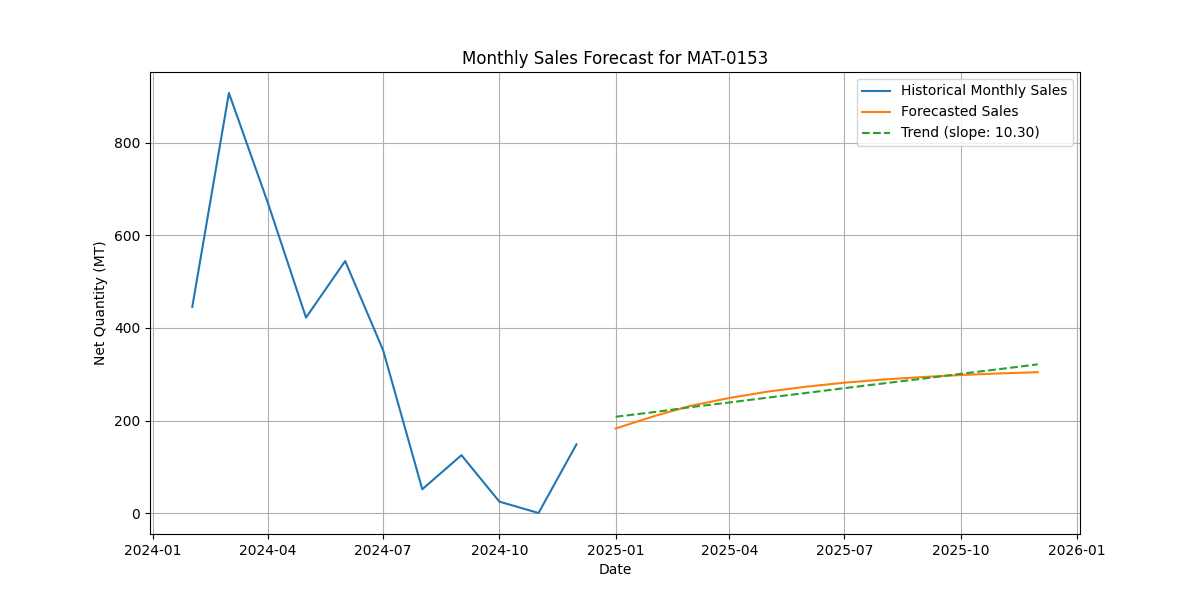 Monthly Sales Forecast for MAT-0153
Historical Monthly Sales
Forecasted Sales
Trend (slope: 10.30)
Net Quantity (MT)
800
600
400
200
0
2024-01 2024-04 2024-07 2024-10 2025-01 2025-04 2025-07 2025-10 2026-01
Date